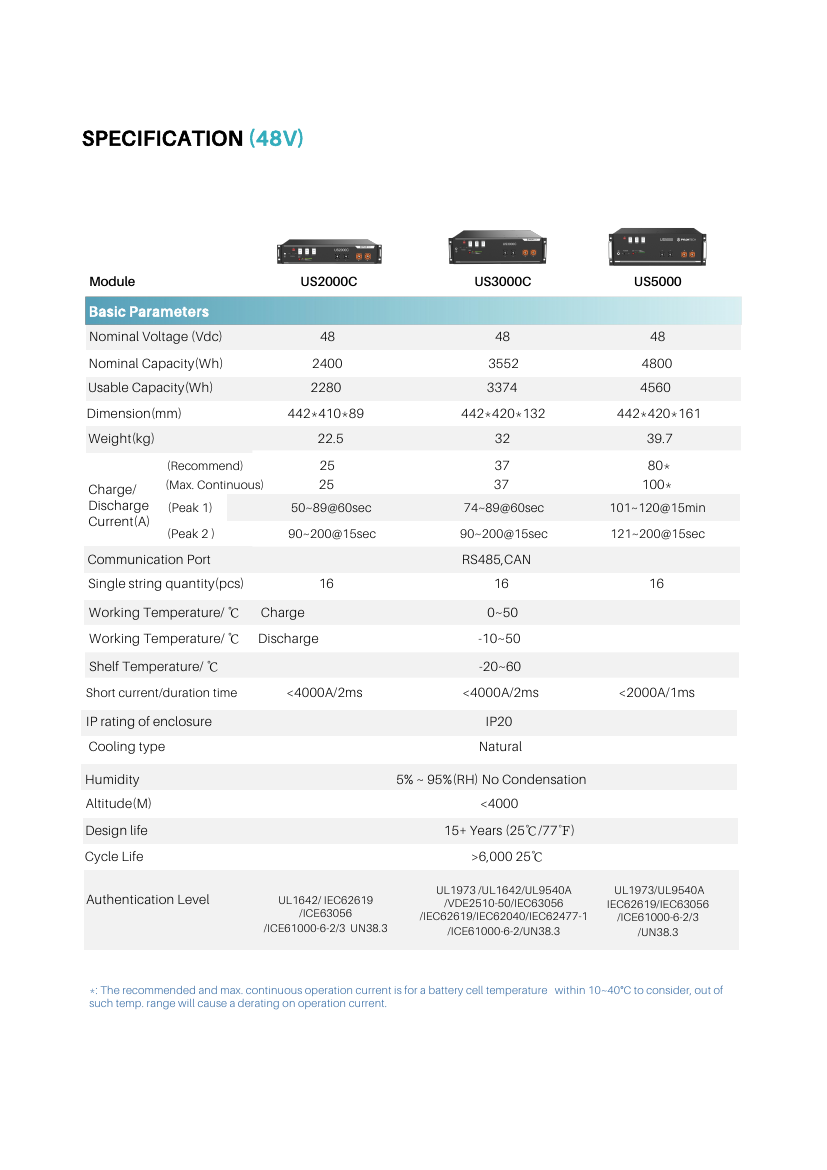 SPECIFICATION (48V)
Module US2000C US3000C US5000
Basic Parameters
Nominal Voltage (Vdc) 48 48 48
Nominal Capacity(Wh) 2400 3552 4800
Usable Capacity(Wh) 2280 3374 4560
Dimension(mm) 442*410*89 442*420*132 442*420*161
Weight(kg) 22.5 32 39.7
Charge/
Discharge
Current(A)
(Recommend) 25 37 80*
(Max. Continuous) 25 37 100*
(Peak 1) 50~89@60sec 74~89@60sec 101~120@15min
(Peak 2 ) 90~200@15sec 90~200@15sec 121~200@15sec
Communication Port RS485,CAN
Single string quantity(pcs) 16 16 16
Working Temperature/ ℃ Charge 0~50
Working Temperature/ ℃ Discharge -10~50
Shelf Temperature/ ℃ -20~60
Short current/duration time <4000A/2ms <4000A/2ms <2000A/1ms
IP rating of enclosure IP20
Cooling type Natural
Humidity 5% ~ 95%(RH) No Condensation
Altitude(M) <4000
Design life 15+ Years (25℃/77℉)
Cycle Life >6,000 25℃
Authentication Level
UL1642/ IEC62619
/ICE63056
/ICE61000-6-2/3 UN38.3
UL1973 /UL1642/UL9540A
/VDE2510-50/IEC63056
/IEC62619/IEC62040/IEC62477-1
/ICE61000-6-2/UN38.3
UL1973/UL9540A
IEC62619/IEC63056
/ICE61000-6-2/3
/UN38.3
*: The recommended and max. continuous operation current is for a battery cell temperature within 10~40°C to consider, out of
such temp. range will cause a derating on operation current.